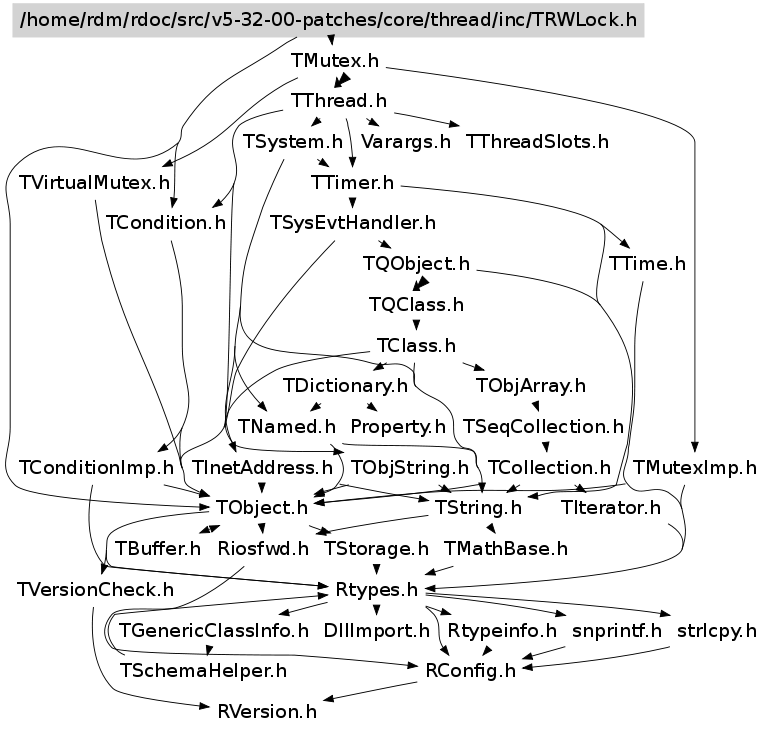 /home/rdm/rdoc/src/v5-32-00-patches/core/thread/inc/TRWLock.h
TMutex.h
TThread.h
TSystem.h Varargs.h TThreadSlots.h
TVirtualMutex.h TTimer.h
TCondition.h TSysEvtHandler.h
TQObject.h TTime.h
TQClass.h
TClass.h
TDictionary.h TObjArray.h
TNamed.h Property.h TSeqCollection.h
TConditionImp.h TInetAddress.h TObjString.h TCollection.h TMutexImp.h
TObject.h TString.h TIterator.h
TBuffer.h Riosfwd.h TStorage.h TMathBase.h
TVersionCheck.h Rtypes.h
TGenericClassInfo.h DllImport.h Rtypeinfo.h snprintf.h strlcpy.h
TSchemaHelper.h RConfig.h
RVersion.h